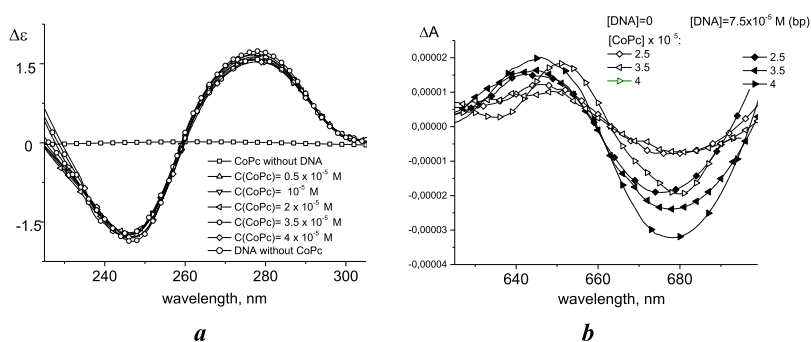 Δε
1.5
0
-1.5
CoPc without DNA
C(CoPc)= 0.5 x 10⁻⁵ M
C(CoPc)= 10⁻⁵ M
C(CoPc)= 2 x 10⁻⁵ M
C(CoPc)= 3.5 x 10⁻⁵ M
C(CoPc)= 4 x 10⁻⁵ M
DNA without CoPc
240 260 280 300
wavelength, nm
a
b
[DNA]=0 [DNA]=7.5x10⁻⁵ M (bp)
ΔA
[CoPc] x 10⁵:
2.5 2.5
3.5 3.5
4 4
0,00002
0,00001
0,00000
-0,00001
-0,00002
-0,00003
-0,00004
640 660 680
wavelength, nm
a b